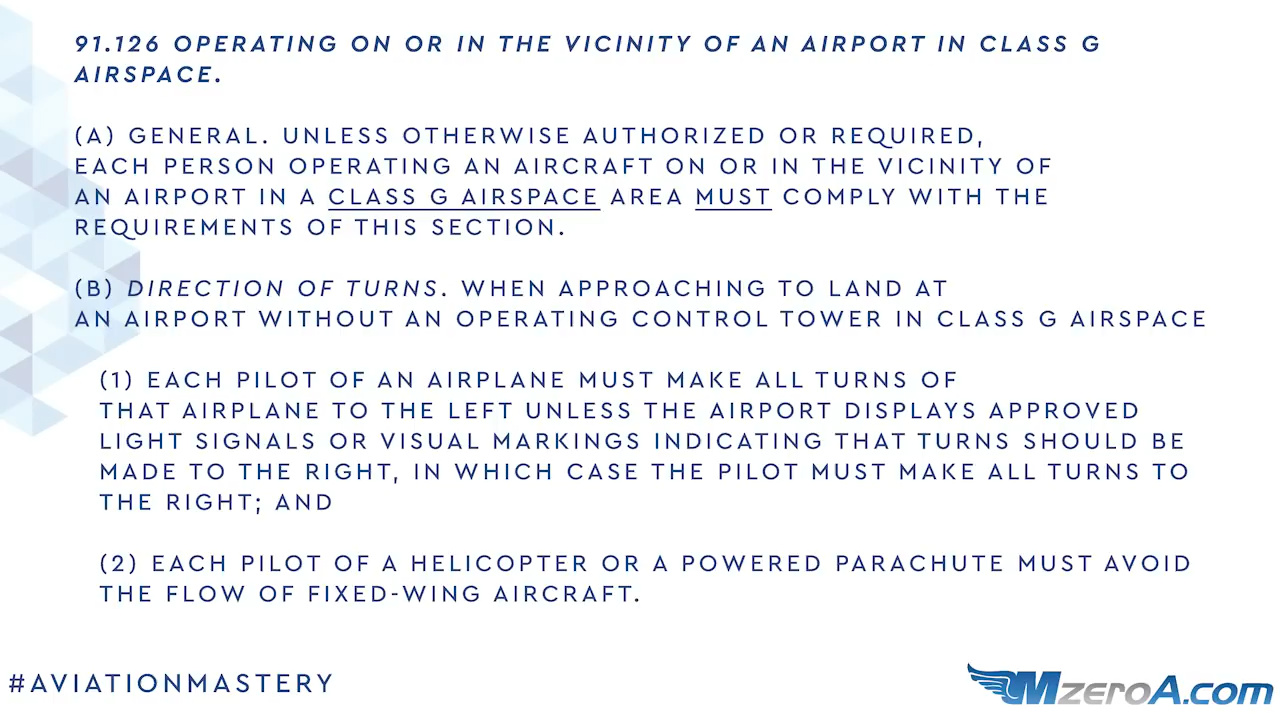 91.126 OPERATING ON OR IN THE VICINITY OF AN AIRPORT IN CLASS G
AIRSPACE.
(A) GENERAL. UNLESS OTHERWISE AUTHORIZED OR REQUIRED,
EACH PERSON OPERATING AN AIRCRAFT ON OR IN THE VICINITY OF
AN AIRPORT IN A CLASS G AIRSPACE AREA MUST COMPLY WITH THE
REQUIREMENTS OF THIS SECTION.
(B) DIRECTION OF TURNS. WHEN APPROACHING TO LAND AT
AN AIRPORT WITHOUT AN OPERATING CONTROL TOWER IN CLASS G AIRSPACE
(1) EACH PILOT OF AN AIRPLANE MUST MAKE ALL TURNS OF
THAT AIRPLANE TO THE LEFT UNLESS THE AIRPORT DISPLAYS APPROVED
LIGHT SIGNALS OR VISUAL MARKINGS INDICATING THAT TURNS SHOULD BE
MADE TO THE RIGHT, IN WHICH CASE THE PILOT MUST MAKE ALL TURNS TO
THE RIGHT; AND
(2) EACH PILOT OF A HELICOPTER OR A POWERED PARACHUTE MUST AVOID
THE FLOW OF FIXED-WING AIRCRAFT.
#AVIATIONMASTERY
MzeroA.com